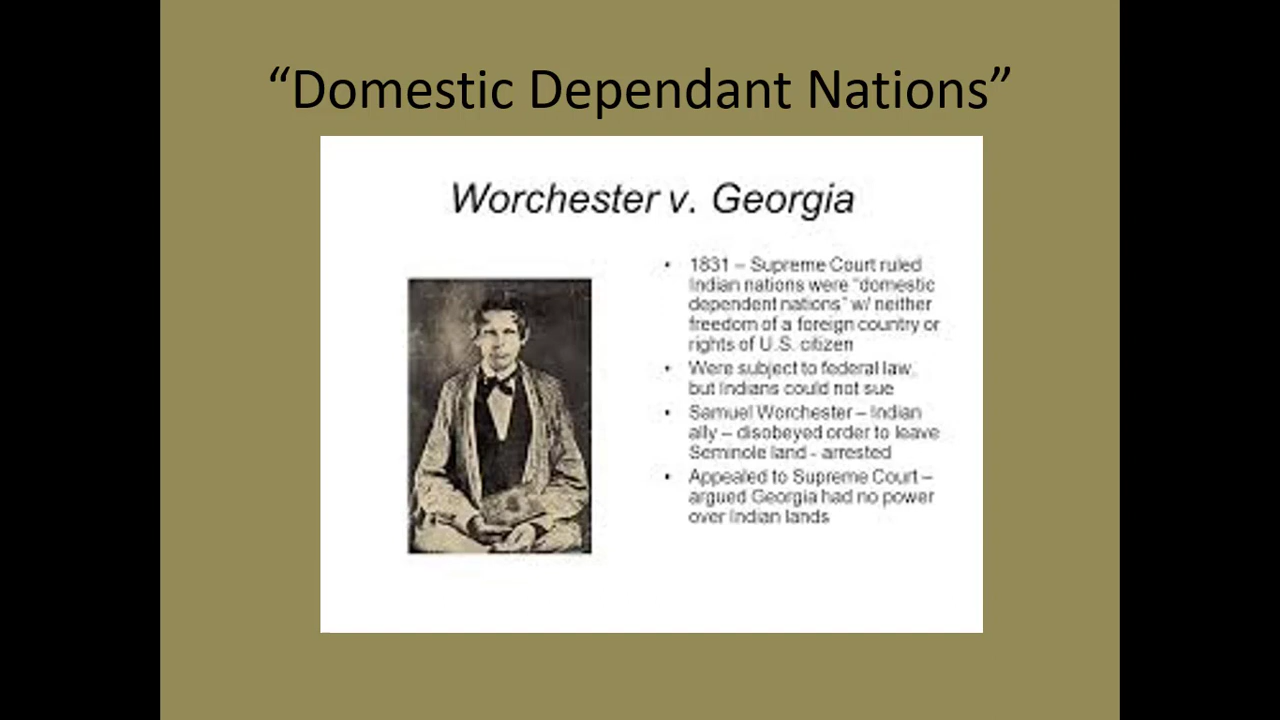 “Domestic Dependant Nations”
Worchester v. Georgia
• 1831 – Supreme Court ruled
Indian nations were "domestic
dependent nations" w/ neither
freedom of a foreign country or
rights of U.S. citizen
• Were subject to federal law,
but Indians could not sue
• Samuel Worchester – Indian
ally – disobeyed order to leave
Seminole land - arrested
• Appealed to Supreme Court –
argued Georgia had no power
over Indian lands